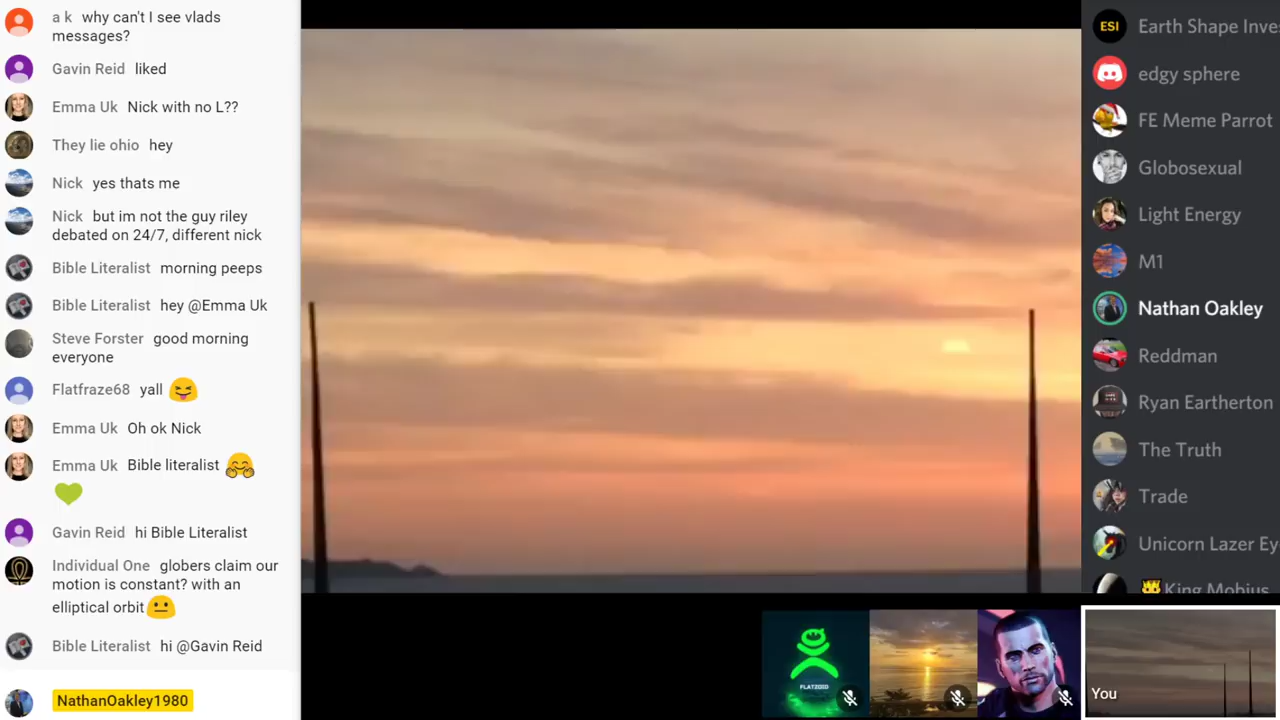 a k why can't I see vlads
messages?
Gavin Reid liked
Emma Uk Nick with no L??
They lie ohio hey
Nick yes thats me
Nick but im not the guy riley
debated on 24/7, different nick
Bible Literalist morning peeps
Bible Literalist hey @Emma Uk
Steve Forster good morning
everyone
Flatfraze68 yall
Emma Uk Oh ok Nick
Emma Uk Bible literalist
Gavin Reid hi Bible Literalist
Individual One globers claim our
motion is constant? with an
elliptical orbit
Bible Literalist hi @Gavin Reid
NathanOakley1980
ESI
Earth Shape Inve
edgy sphere
FE Meme Parrot
Globosexual
Light Energy
M1
Nathan Oakley
Reddman
Ryan Eartherton
The Truth
Trade
Unicorn Lazer Ey
King Mobius
FLATZOID
You